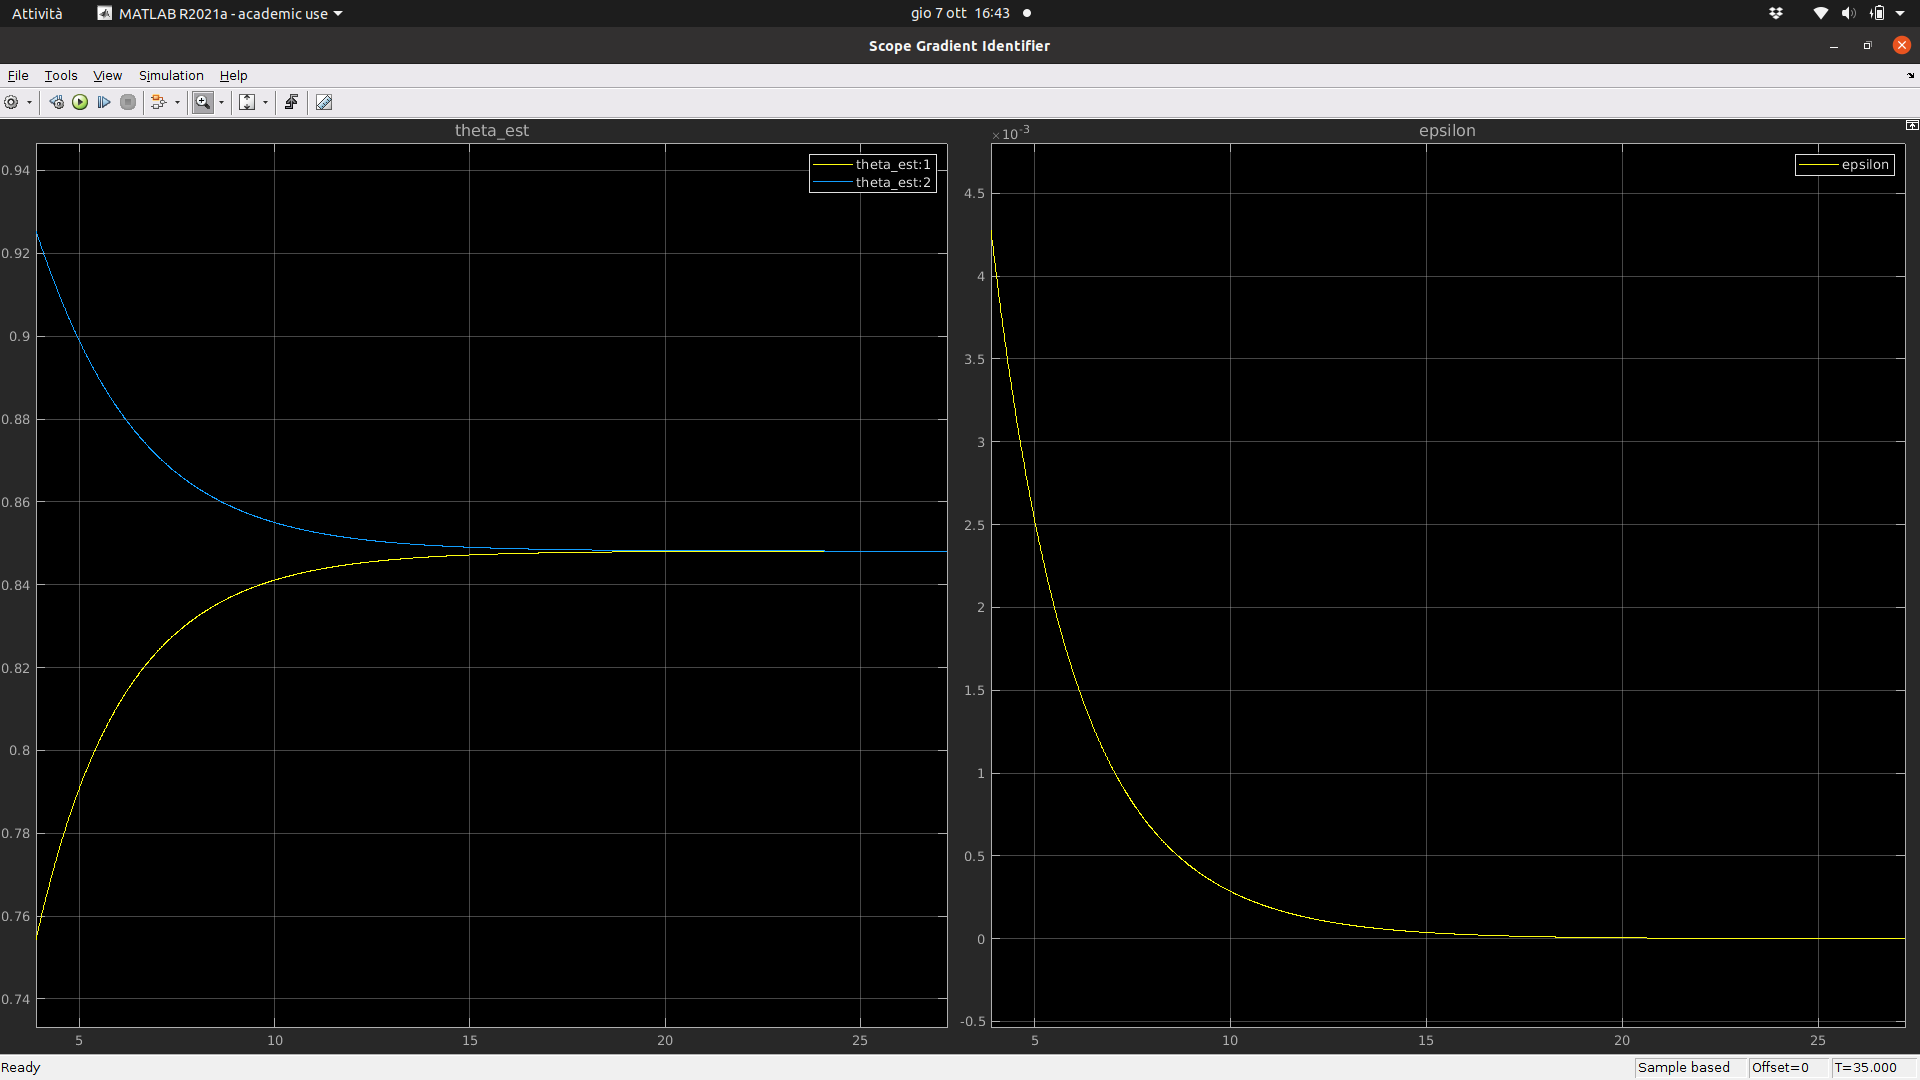 Attività MATLAB R2021a - academic use gio 7 ott 16:43
Scope Gradient Identifier
File Tools View Simulation Help
theta_est
0.94
0.92
0.9
0.88
0.86
0.84
0.82
0.8
0.78
0.76
0.74
theta_est:1
theta_est:2
5 10 15 20 25
×10⁻³
epsilon
4.5
4
3.5
3
2.5
2
1.5
1
0.5
0
-0.5
epsilon
5 10 15 20 25
Ready Sample based Offset=0 T=35.000